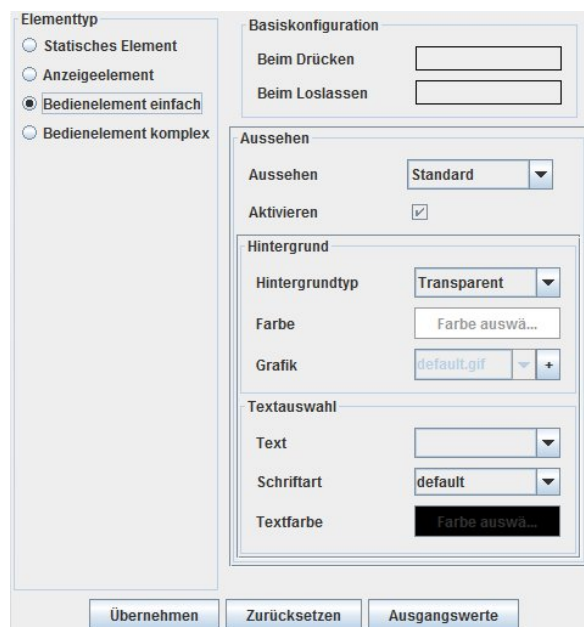 Elementtyp
Statisches Element
Anzeigeelement
Bedienelement einfach
Bedienelement komplex
Basiskonfiguration
Beim Drücken
Beim Loslassen
Aussehen
Aussehen Standard
Aktivieren
Hintergrund
Hintergrundtyp Transparent
Farbe Farbe auswä...
Grafik default.gif +
Textauswahl
Text
Schriftart default
Textfarbe Farbe auswä...
Übernehmen Zurücksetzen Ausgangswerte